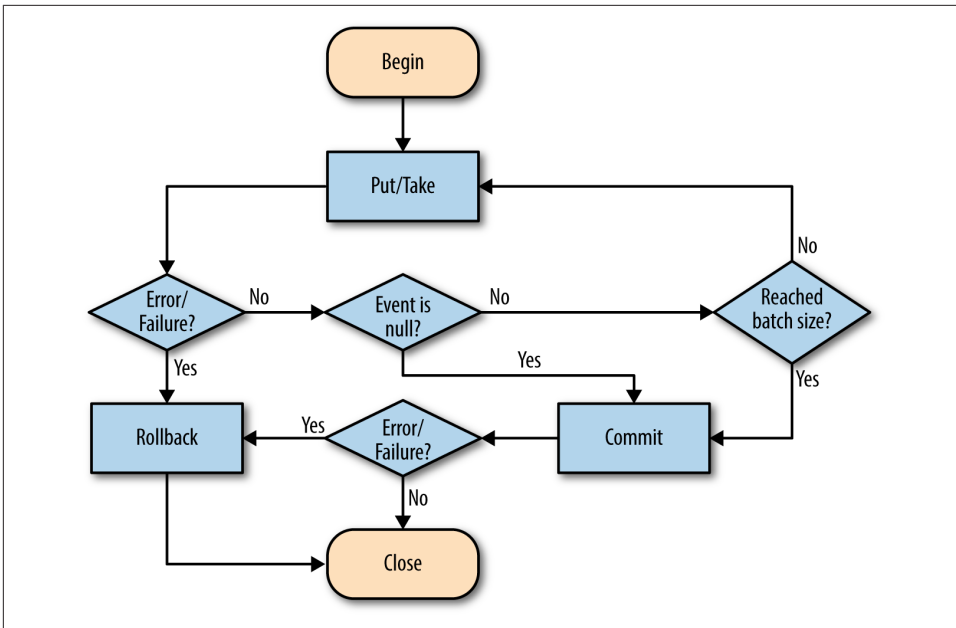 Begin
Put/Take
No
Error/
Failure?
No
Event is
null?
No
Reached
batch size?
Yes
Yes
Yes
Rollback
Yes
Error/
Failure?
Commit
No
Close